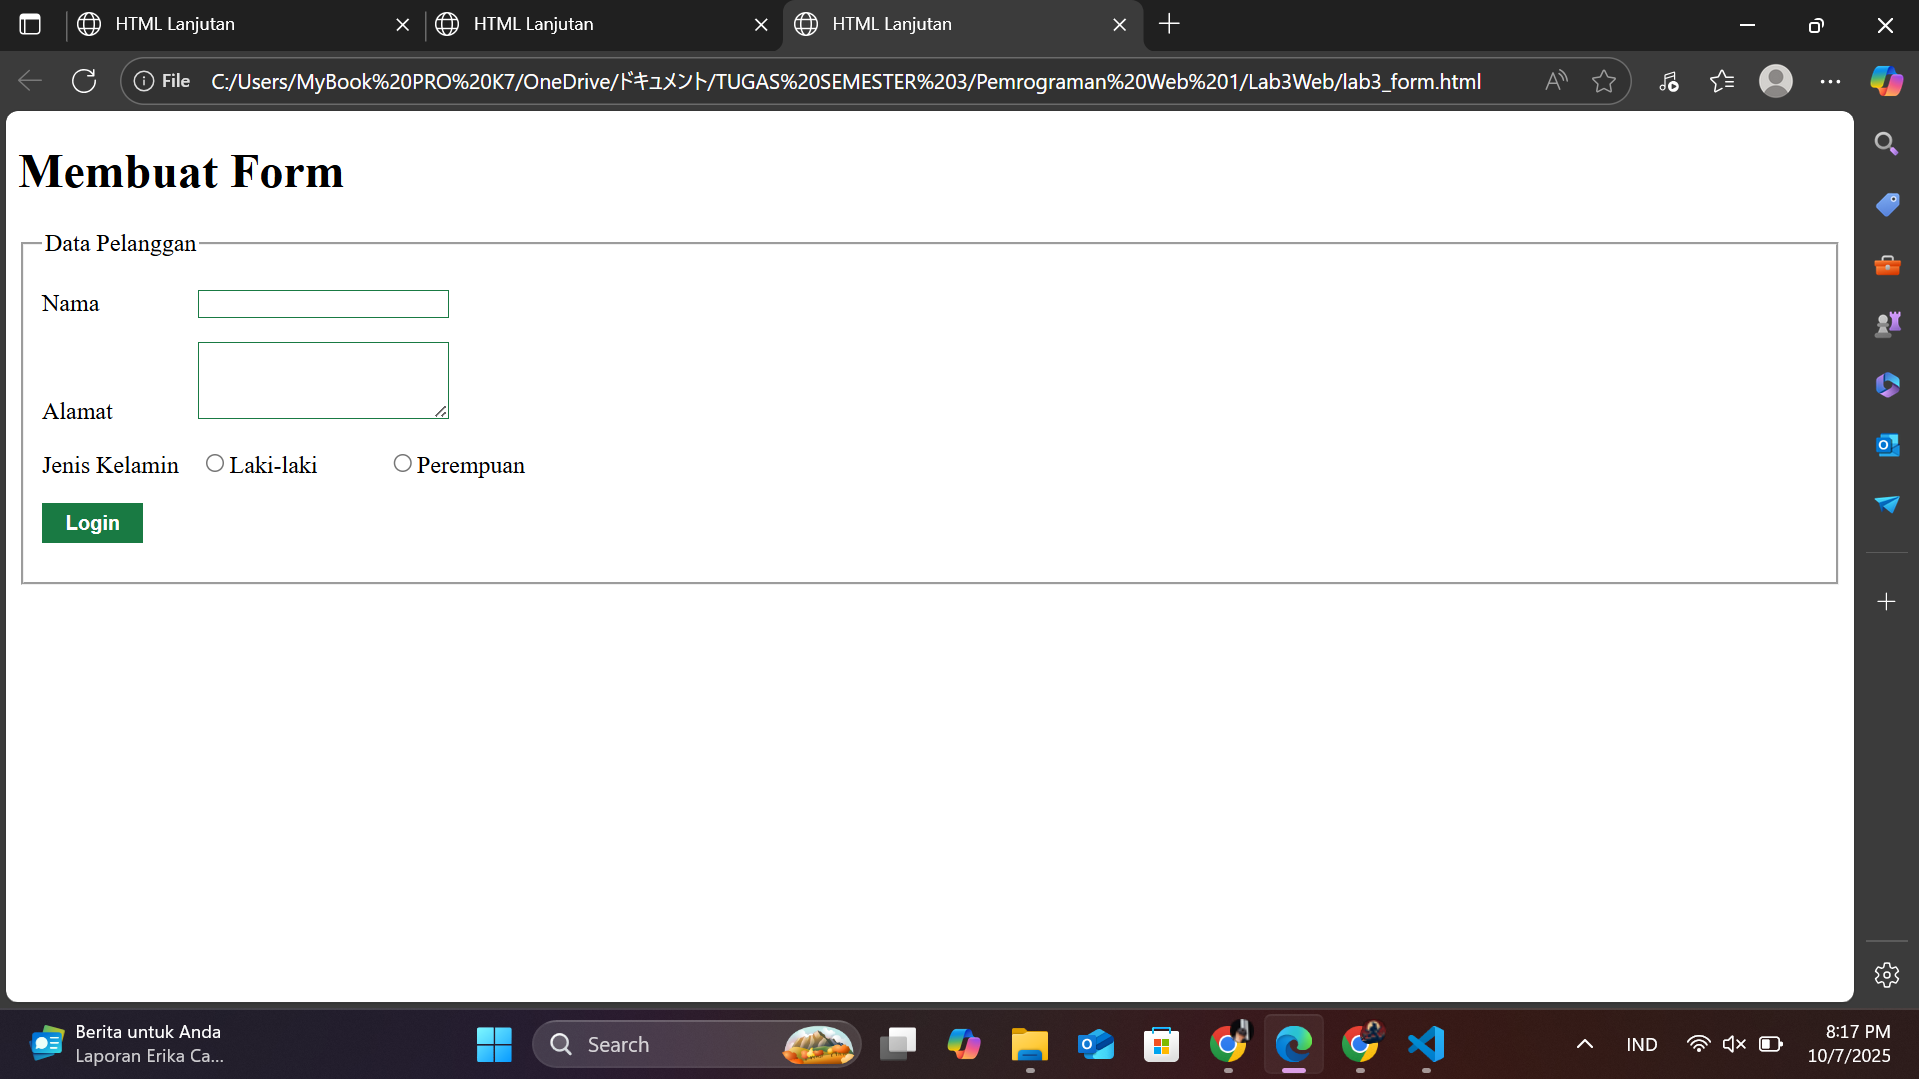 HTML Lanjutan
HTML Lanjutan
HTML Lanjutan
File C:/Users/MyBook%20PRO%20K7/OneDrive/ドキュメント/TUGAS%20SEMESTER%203/Pemrograman%20Web%201/Lab3Web/lab3_form.html
Membuat Form
Data Pelanggan
Nama
Alamat
Jenis Kelamin Laki-laki Perempuan
Login
Berita untuk Anda
Laporan Erika Ca...
Search
IND
8:17 PM
10/7/2025